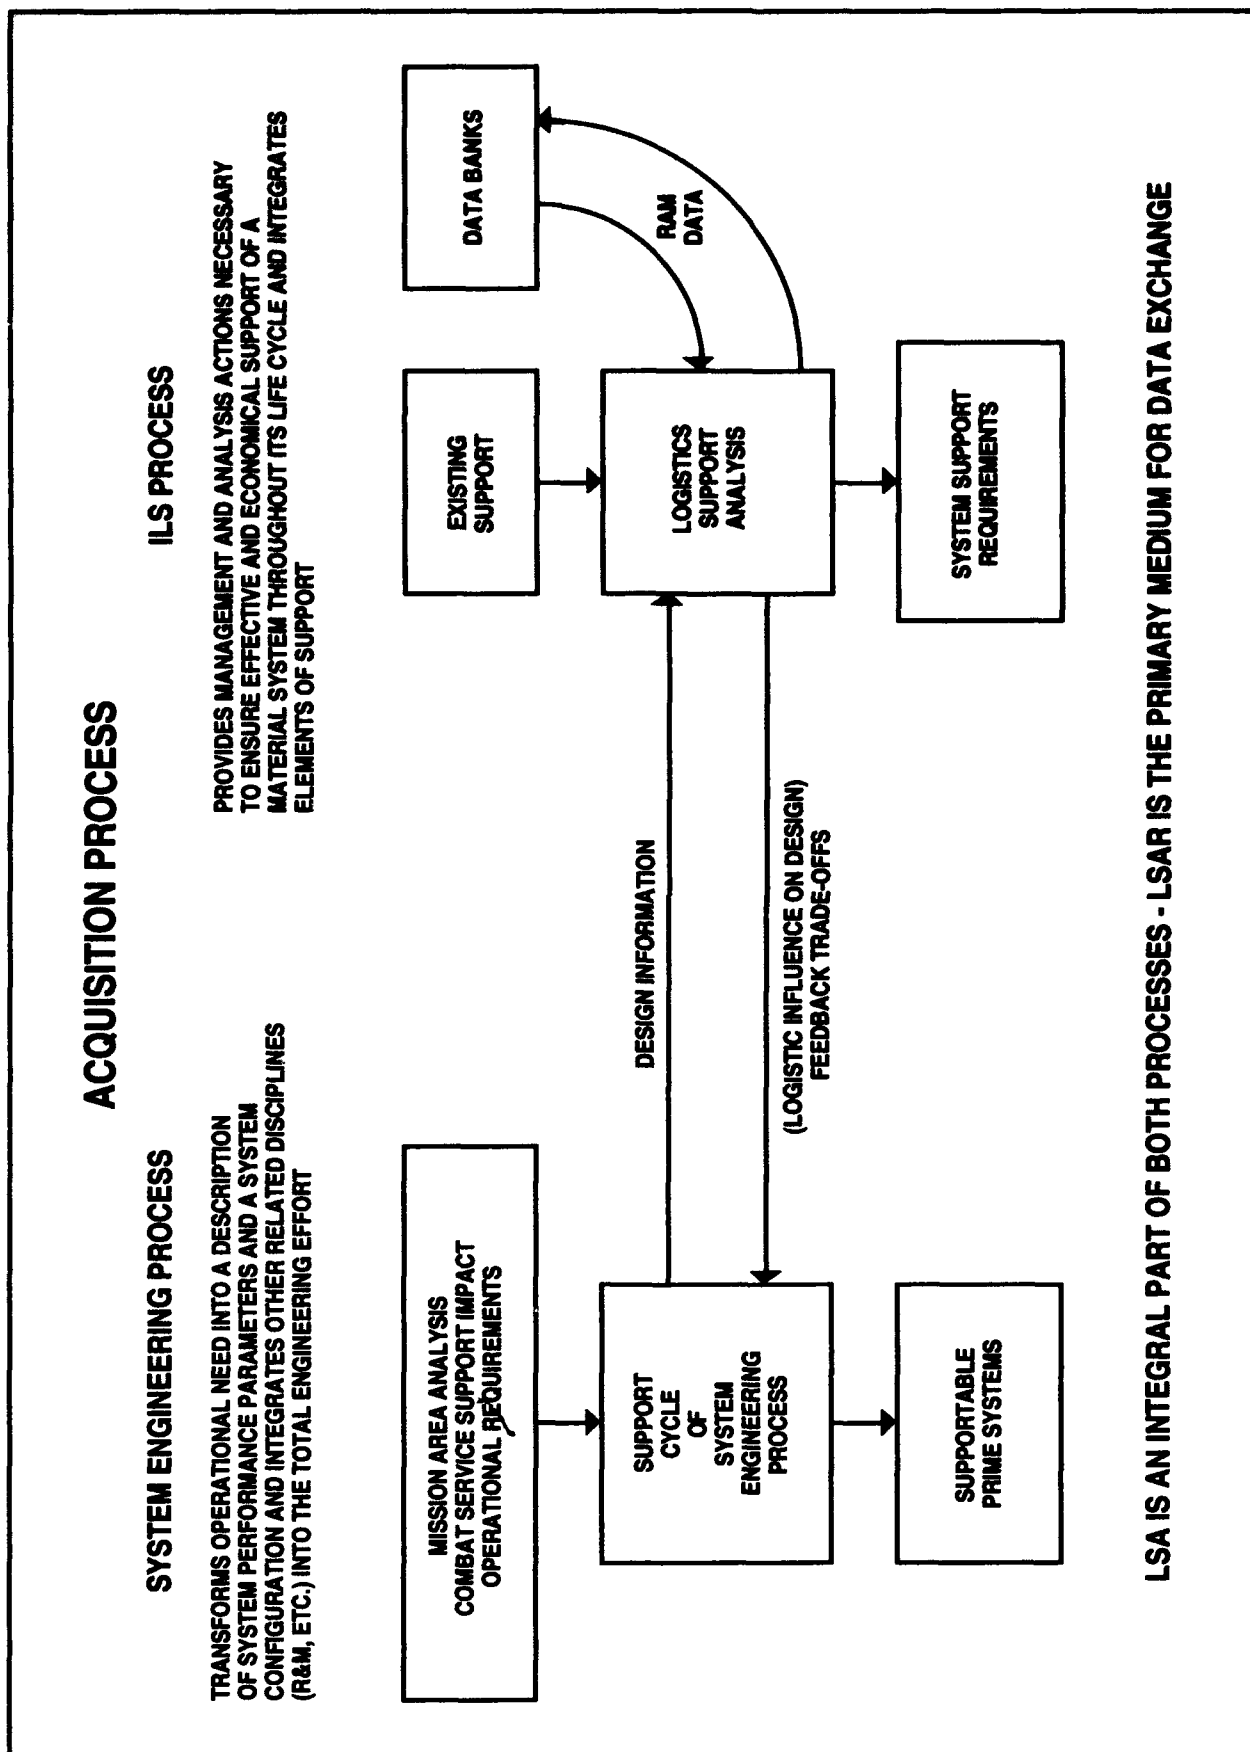 ACQUISITION PROCESS
SYSTEM ENGINEERING PROCESS
TRANSFORMS OPERATIONAL NEED INTO A DESCRIPTION
OF SYSTEM PERFORMANCE PARAMETERS AND A SYSTEM
CONFIGURATION AND INTEGRATES OTHER RELATED DISCIPLINES
(R&M, ETC.) INTO THE TOTAL ENGINEERING EFFORT
ILS PROCESS
PROVIDES MANAGEMENT AND ANALYSIS ACTIONS NECESSARY
TO ENSURE EFFECTIVE AND ECONOMICAL SUPPORT OF A
MATERIAL SYSTEM THROUGHOUT ITS LIFE CYCLE AND INTEGRATES
ELEMENTS OF SUPPORT
MISSION AREA ANALYSIS
COMBAT SERVICE SUPPORT IMPACT
OPERATIONAL REQUIREMENTS
EXISTING
SUPPORT
DATA BANKS
SUPPORT
CYCLE
OF
SYSTEM
ENGINEERING
PROCESS
DESIGN INFORMATION
(LOGISTIC INFLUENCE ON DESIGN)
FEEDBACK TRADE-OFFS
LOGISTICS
SUPPORT
ANALYSIS
RAM
DATA
SUPPORTABLE
PRIME SYSTEMS
SYSTEM SUPPORT
REQUIREMENTS
LSA IS AN INTEGRAL PART OF BOTH PROCESSES - LSAR IS THE PRIMARY MEDIUM FOR DATA EXCHANGE